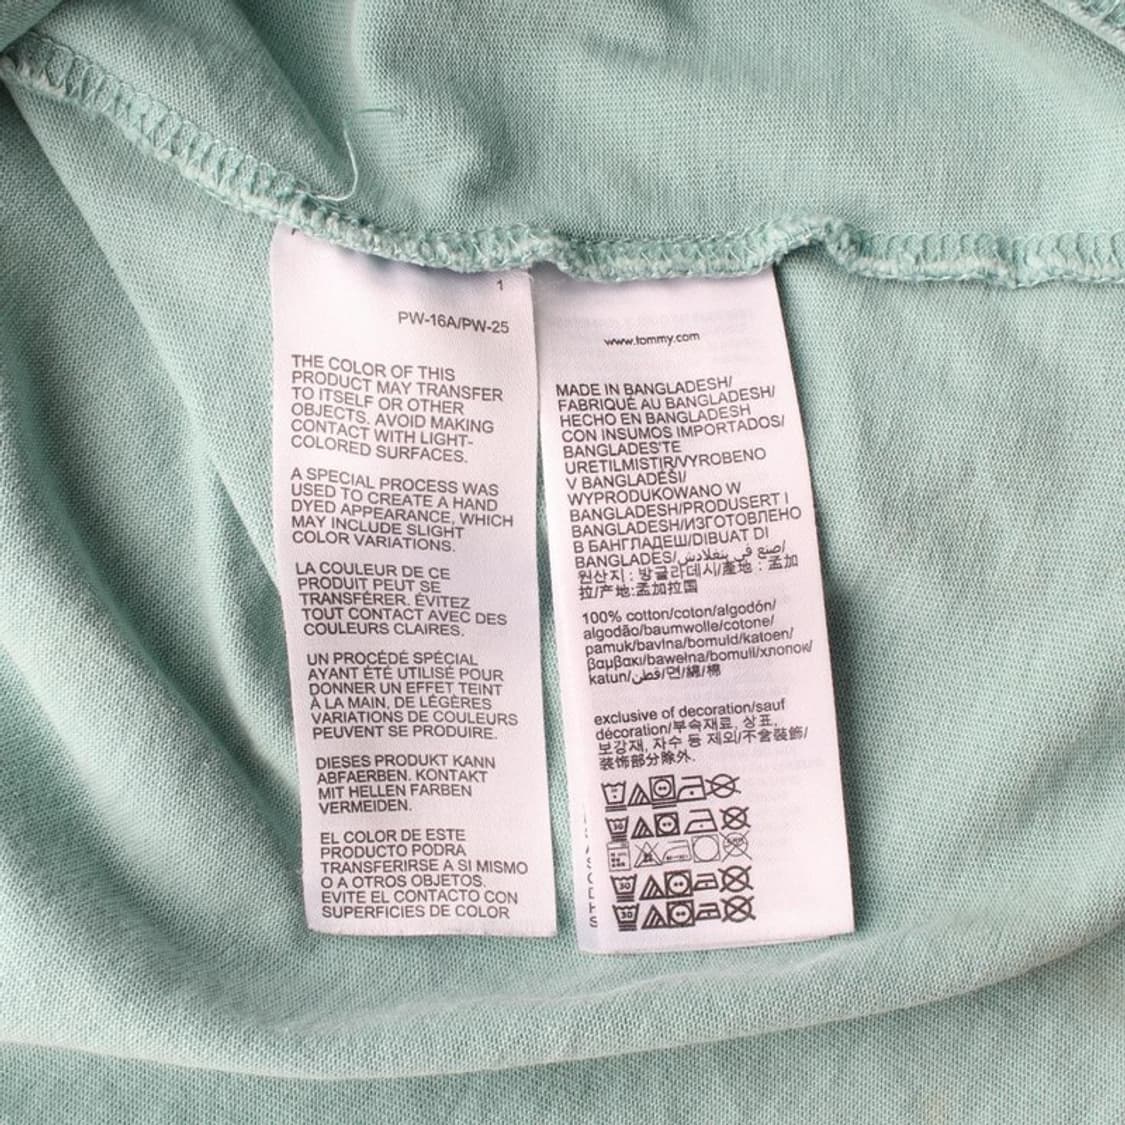 1
PW-16A/PW-25
THE COLOR OF THIS
PRODUCT MAY TRANSFER
TO ITSELF OR OTHER
OBJECTS. AVOID MAKING
CONTACT WITH LIGHT-
COLORED SURFACES.
A SPECIAL PROCESS WAS
USED TO CREATE A HAND
DYED APPEARANCE, WHICH
MAY INCLUDE SLIGHT
COLOR VARIATIONS.
LA COULEUR DE CE
PRODUIT PEUT SE
TRANSFÉRER. ÉVITEZ
TOUT CONTACT AVEC DES
COULEURS CLAIRES.
UN PROCÉDÉ SPÉCIAL
AYANT ÉTÉ UTILISÉ POUR
DONNER UN EFFET TEINT
À LA MAIN, DE LÉGÈRES
VARIATIONS DE COULEURS
PEUVENT SE PRODUIRE.
DIESES PRODUKT KANN
ABFAERBEN. KONTAKT
MIT HELLEN FARBEN
VERMEIDEN.
EL COLOR DE ESTE
PRODUCTO PODRA
TRANSFERIRSE A SI MISMO
O A OTROS OBJETOS.
EVITE EL CONTACTO CON
SUPERFICIES DE COLOR
www.tommy.com
MADE IN BANGLADESH/
FABRIQUÉ AU BANGLADESH/
HECHO EN BANGLADESH
CON INSUMOS IMPORTADOS/
BANGLADEŞ'TE
URETILMISTIR/VYROBENO
V BANGLADÉŠI/
WYPRODUKOWANO W
BANGLADESH/PRODUSERT I
BANGLADESH/ИЗГОТОВЛЕНО
В БАНГЛАДЕШ/DIBUAT DI
BANGLADES/صنع في بنغلادش/
원산지 : 방글라데시/產地 : 孟加
拉/产地:孟加拉国
100% cotton/coton/algodón/
algodão/baumwolle/cotone/
pamuk/bavlna/bomuld/katoen/
βαμβακι/bawełna/bomull/хлопок/
katun/قطن/면/綿/棉
exclusive of decoration/sauf
décoration/부속재료, 상표,
보강재, 자수 등 제외/不含裝飾/
装饰部分除外.
30
30
30